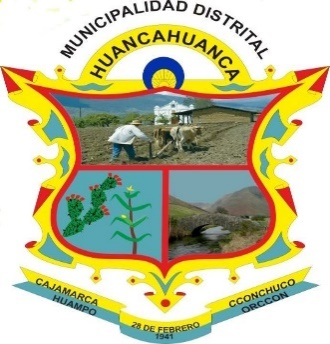 MUNICIPALIDAD DISTRITAL
HUANCAHUANCA
CAJAMARCA
HUAMPO
28 DE FEBRERO
1941
CCONCHUCO
ORCCON